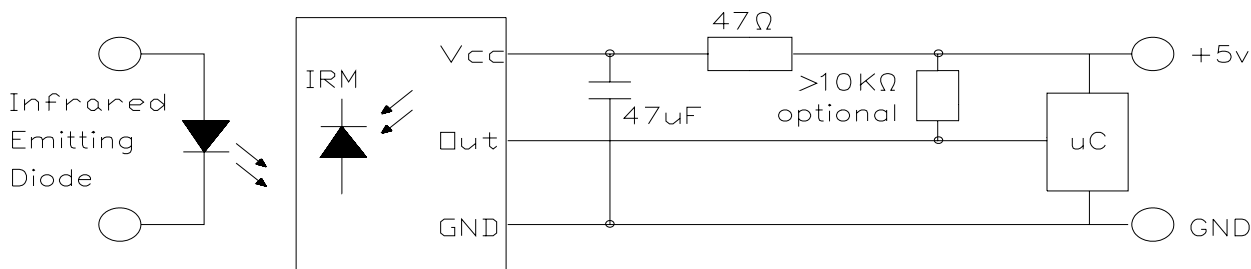 Infrared
Emitting
Diode
IRM
Vcc
Out
GND
47uF
47Ω
>10KΩ
optional
uC
+5v
GND